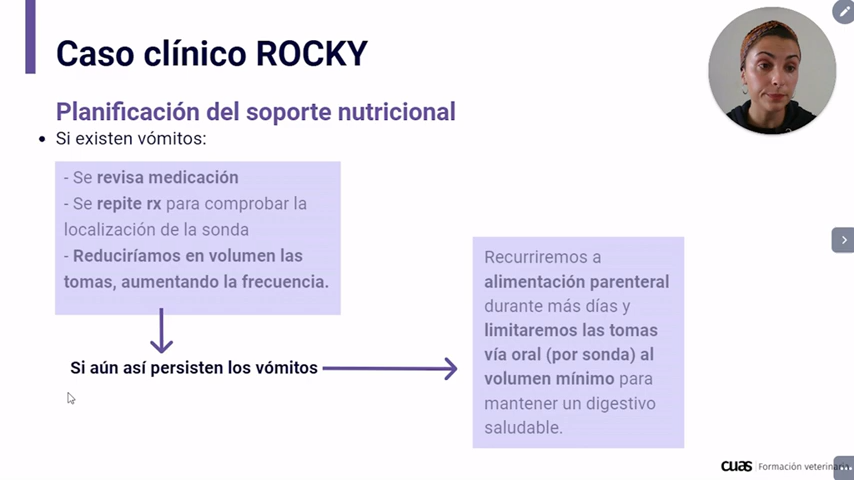 Caso clínico ROCKY
Planificación del soporte nutricional
• Si existen vómitos:
- Se revisa medicación
- Se repite rx para comprobar la
localización de la sonda
- Reduciríamos en volumen las
tomas, aumentando la frecuencia.
Si aún así persisten los vómitos
Recurriremos a
alimentación parenteral
durante más días y
limitaremos las tomas
vía oral (por sonda) al
volumen mínimo para
mantener un digestivo
saludable.
cuas Formación veterinaria